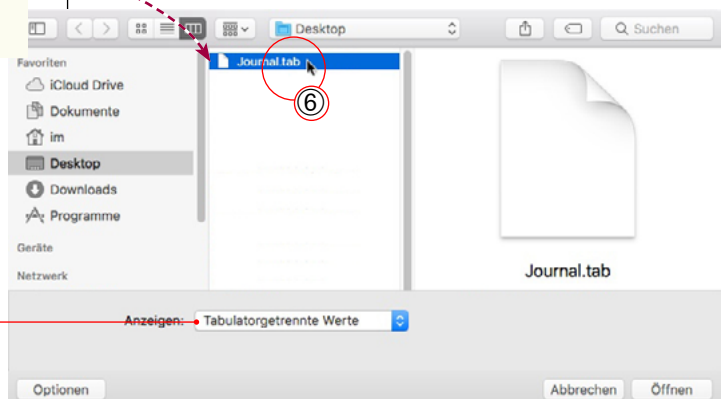 Desktop
Suchen
Favoriten
iCloud Drive
Dokumente
im
Desktop
Downloads
Programme
Geräte
Netzwerk
Journal.tab
⑥
Journal.tab
Anzeigen: Tabulatorgetrennte Werte
Optionen
Abbrechen
Öffnen